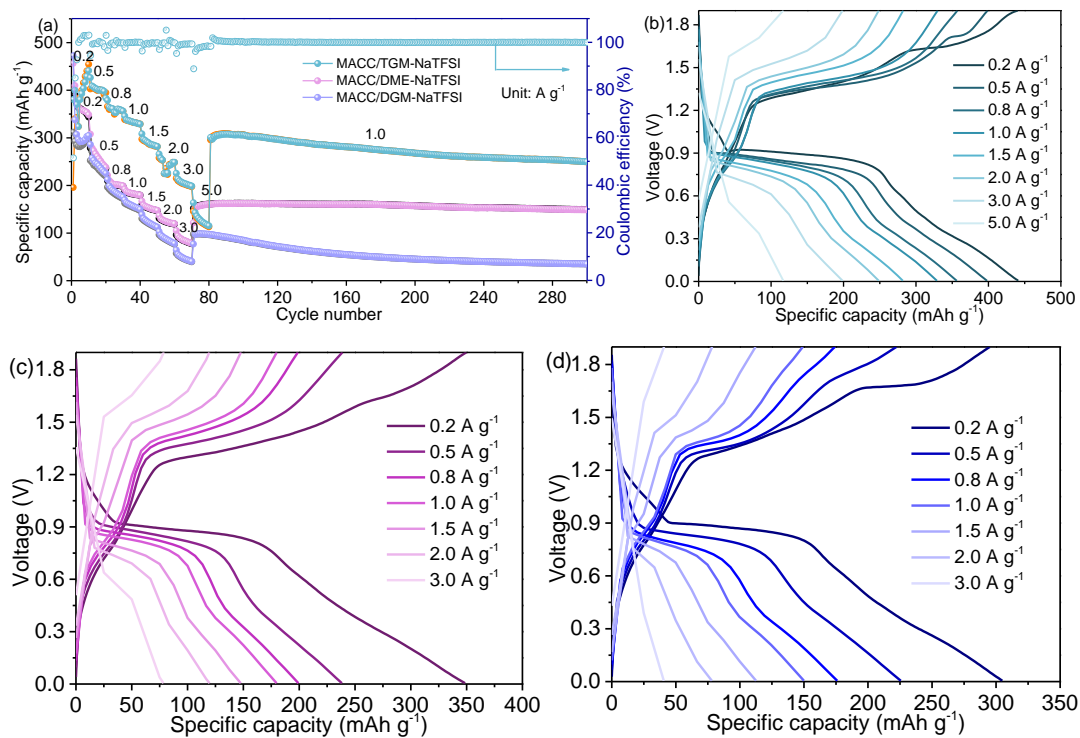 (a)
500
400
300
200
100
0
Specific capacity (mAh g⁻¹)
0.2
0.5
0.8
1.0
1.5
2.0
3.0
5.0
0.2
0.5
0.8
1.0
1.5
2.0
3.0
1.0
MACC/TGM-NaTFSI
MACC/DME-NaTFSI
MACC/DGM-NaTFSI
Unit: A g⁻¹
100
80
60
40
20
0
Coulombic efficiency (%)
0 40 80 120 160 200 240 280
Cycle number
(b)
1.8
1.5
1.2
0.9
0.6
0.3
0.0
Voltage (V)
0.2 A g⁻¹
0.5 A g⁻¹
0.8 A g⁻¹
1.0 A g⁻¹
1.5 A g⁻¹
2.0 A g⁻¹
3.0 A g⁻¹
5.0 A g⁻¹
0 100 200 300 400 500
Specific capacity (mAh g⁻¹)
(c)
1.8
1.5
1.2
0.9
0.6
0.3
0.0
Voltage (V)
0.2 A g⁻¹
0.5 A g⁻¹
0.8 A g⁻¹
1.0 A g⁻¹
1.5 A g⁻¹
2.0 A g⁻¹
3.0 A g⁻¹
0 50 100 150 200 250 300 350 400
Specific capacity (mAh g⁻¹)
(d)
1.8
1.5
1.2
0.9
0.6
0.3
0.0
Voltage (V)
0.2 A g⁻¹
0.5 A g⁻¹
0.8 A g⁻¹
1.0 A g⁻¹
1.5 A g⁻¹
2.0 A g⁻¹
3.0 A g⁻¹
0 50 100 150 200 250 300 350
Specific capacity (mAh g⁻¹)